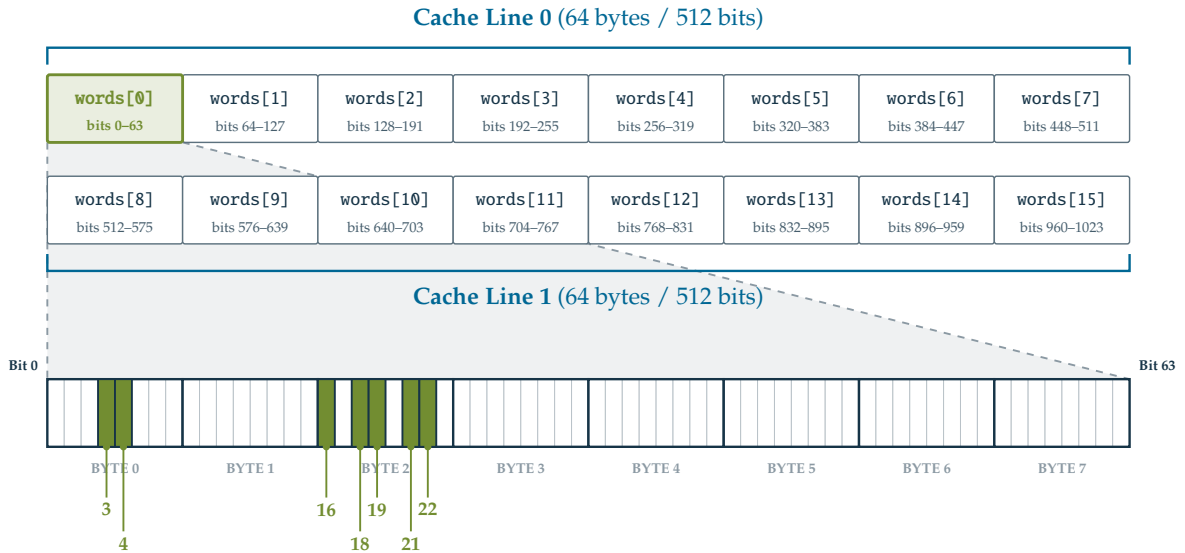 Cache Line 0 (64 bytes / 512 bits)
words[0] words[1] words[2] words[3] words[4] words[5] words[6] words[7]
bits 0–63 bits 64–127 bits 128–191 bits 192–255 bits 256–319 bits 320–383 bits 384–447 bits 448–511
words[8] words[9] words[10] words[11] words[12] words[13] words[14] words[15]
bits 512–575 bits 576–639 bits 640–703 bits 704–767 bits 768–831 bits 832–895 bits 896–959 bits 960–1023
Cache Line 1 (64 bytes / 512 bits)
Bit 0 Bit 63
BYTE 0 BYTE 1 BYTE 2 BYTE 3 BYTE 4 BYTE 5 BYTE 6 BYTE 7
3 16 19 22
4 18 21